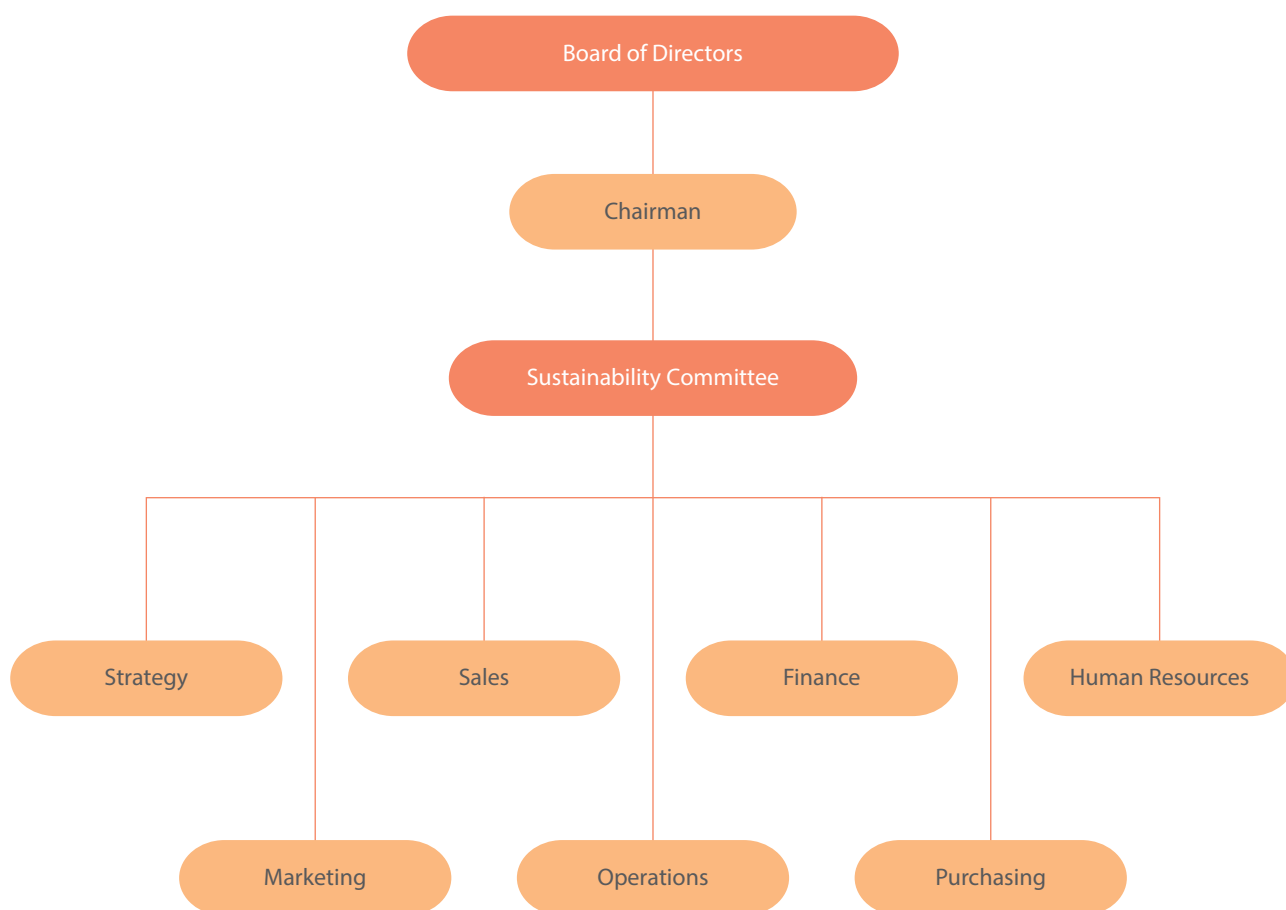 Board of Directors
Chairman
Sustainability Committee
Strategy
Sales
Finance
Human Resources
Marketing
Operations
Purchasing